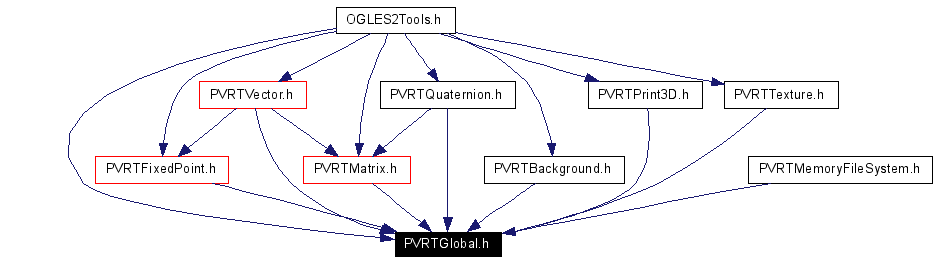 OGLES2Tools.h
PVRTVector.h
PVRTQuaternion.h
PVRTPrint3D.h
PVRTTexture.h
PVRTFixedPoint.h
PVRTMatrix.h
PVRTBackground.h
PVRTMemoryFileSystem.h
PVRTGlobal.h